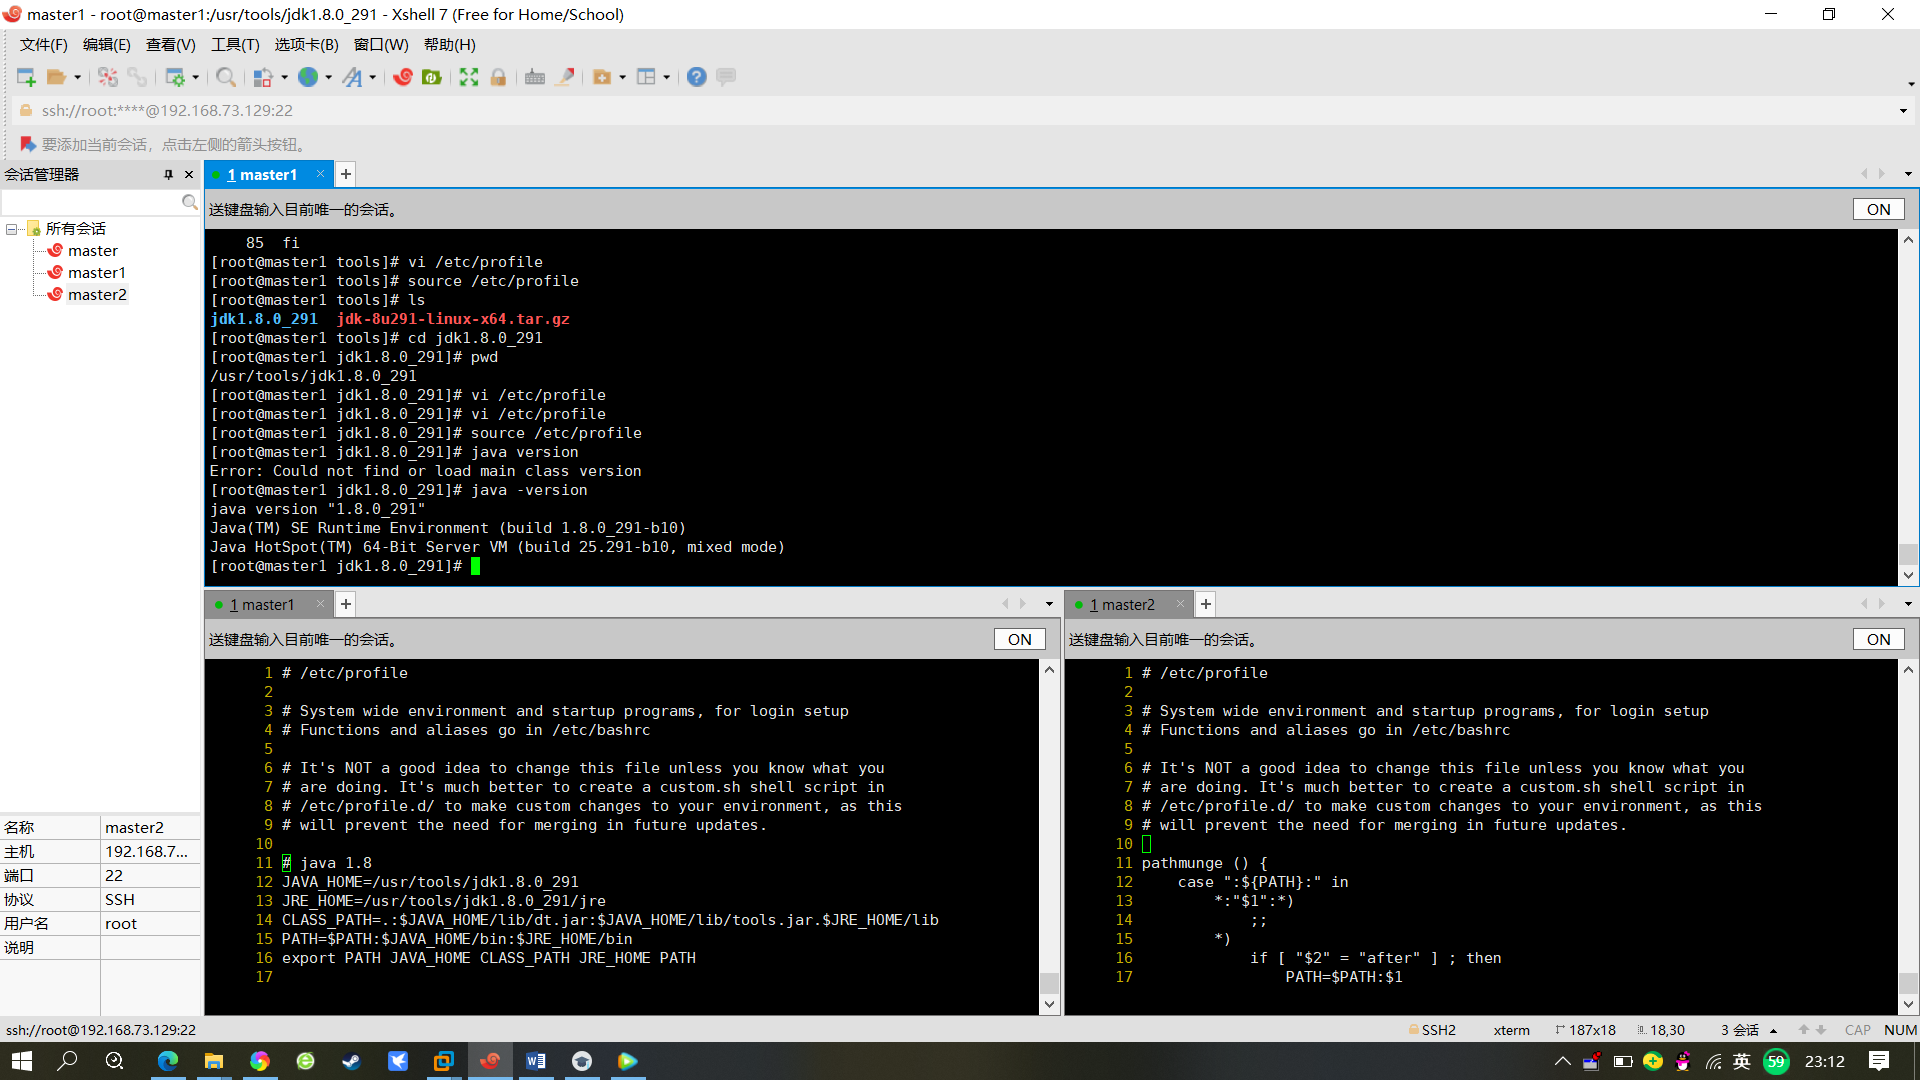 master1 - root@master1:/usr/tools/jdk1.8.0_291 - Xshell 7 (Free for Home/School)
文件(F) 编辑(E) 查看(V) 工具(T) 选项卡(B) 窗口(W) 帮助(H)
ssh://root:****@192.168.73.129:22
要添加当前会话，点击左侧的箭头按钮。
会话管理器
所有会话
master
master1
master2
名称 master2
主机 192.168.7...
端口 22
协议 SSH
用户名 root
说明
1 master1
送键盘输入目前唯一的会话。
ON
85 fi
[root@master1 tools]# vi /etc/profile
[root@master1 tools]# source /etc/profile
[root@master1 tools]# ls
jdk1.8.0_291 jdk-8u291-linux-x64.tar.gz
[root@master1 tools]# cd jdk1.8.0_291
[root@master1 jdk1.8.0_291]# pwd
/usr/tools/jdk1.8.0_291
[root@master1 jdk1.8.0_291]# vi /etc/profile
[root@master1 jdk1.8.0_291]# vi /etc/profile
[root@master1 jdk1.8.0_291]# source /etc/profile
[root@master1 jdk1.8.0_291]# java version
Error: Could not find or load main class version
[root@master1 jdk1.8.0_291]# java -version
java version "1.8.0_291"
Java(TM) SE Runtime Environment (build 1.8.0_291-b10)
Java HotSpot(TM) 64-Bit Server VM (build 25.291-b10, mixed mode)
[root@master1 jdk1.8.0_291]#
1 master1
送键盘输入目前唯一的会话。
ON
1 # /etc/profile
2
3 # System wide environment and startup programs, for login setup
4 # Functions and aliases go in /etc/bashrc
5
6 # It's NOT a good idea to change this file unless you know what you
7 # are doing. It's much better to create a custom.sh shell script in
8 # /etc/profile.d/ to make custom changes to your environment, as this
9 # will prevent the need for merging in future updates.
10
11 # java 1.8
12 JAVA_HOME=/usr/tools/jdk1.8.0_291
13 JRE_HOME=/usr/tools/jdk1.8.0_291/jre
14 CLASS_PATH=.:$JAVA_HOME/lib/dt.jar:$JAVA_HOME/lib/tools.jar.$JRE_HOME/lib
15 PATH=$PATH:$JAVA_HOME/bin:$JRE_HOME/bin
16 export PATH JAVA_HOME CLASS_PATH JRE_HOME PATH
17
1 master2
送键盘输入目前唯一的会话。
ON
1 # /etc/profile
2
3 # System wide environment and startup programs, for login setup
4 # Functions and aliases go in /etc/bashrc
5
6 # It's NOT a good idea to change this file unless you know what you
7 # are doing. It's much better to create a custom.sh shell script in
8 # /etc/profile.d/ to make custom changes to your environment, as this
9 # will prevent the need for merging in future updates.
10
11 pathmunge () {
12 case ":${PATH}:" in
13 *:"$1":*)
14 ;;
15 *)
16 if [ "$2" = "after" ] ; then
17 PATH=$PATH:$1
ssh://root@192.168.73.129:22
SSH2 xterm 187x18 18,30 3 会话 CAP NUM
英 59 23:12